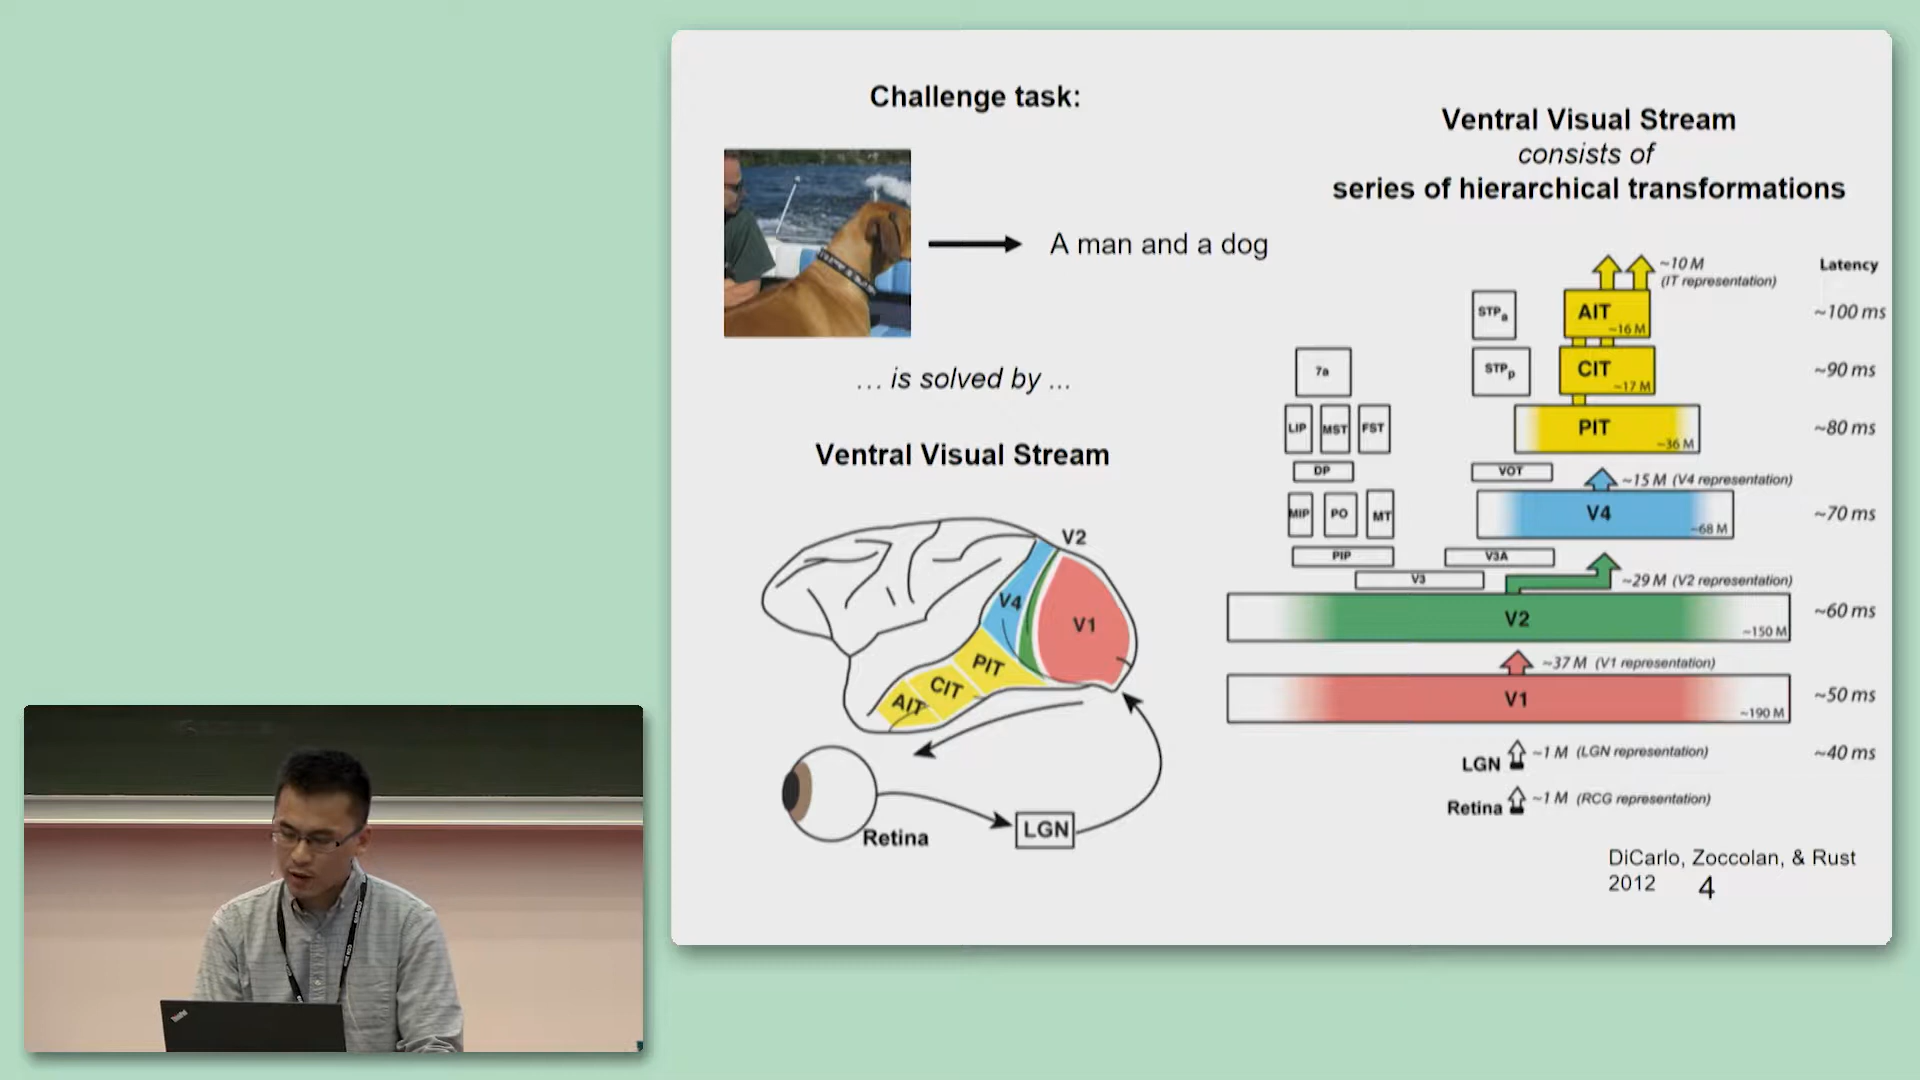 Challenge task:
A man and a dog
... is solved by ...
Ventral Visual Stream
V2
V4
V1
PIT
CIT
AIT
Retina
LGN
Ventral Visual Stream
consists of
series of hierarchical transformations
~10 M
(IT representation)
Latency
STPa
AIT
~16 M
~100 ms
7a
STPp
CIT
~17 M
~90 ms
LIP
MST
FST
PIT
~36 M
~80 ms
DP
VOT
~15 M (V4 representation)
MIP
PO
MT
V4
~68 M
~70 ms
PIP
V3A
V3
~29 M (V2 representation)
V2
~150 M
~60 ms
~37 M (V1 representation)
V1
~190 M
~50 ms
LGN
~1 M (LGN representation)
~40 ms
Retina
~1 M (RCG representation)
DiCarlo, Zoccolan, & Rust
2012
4
ThinkPad